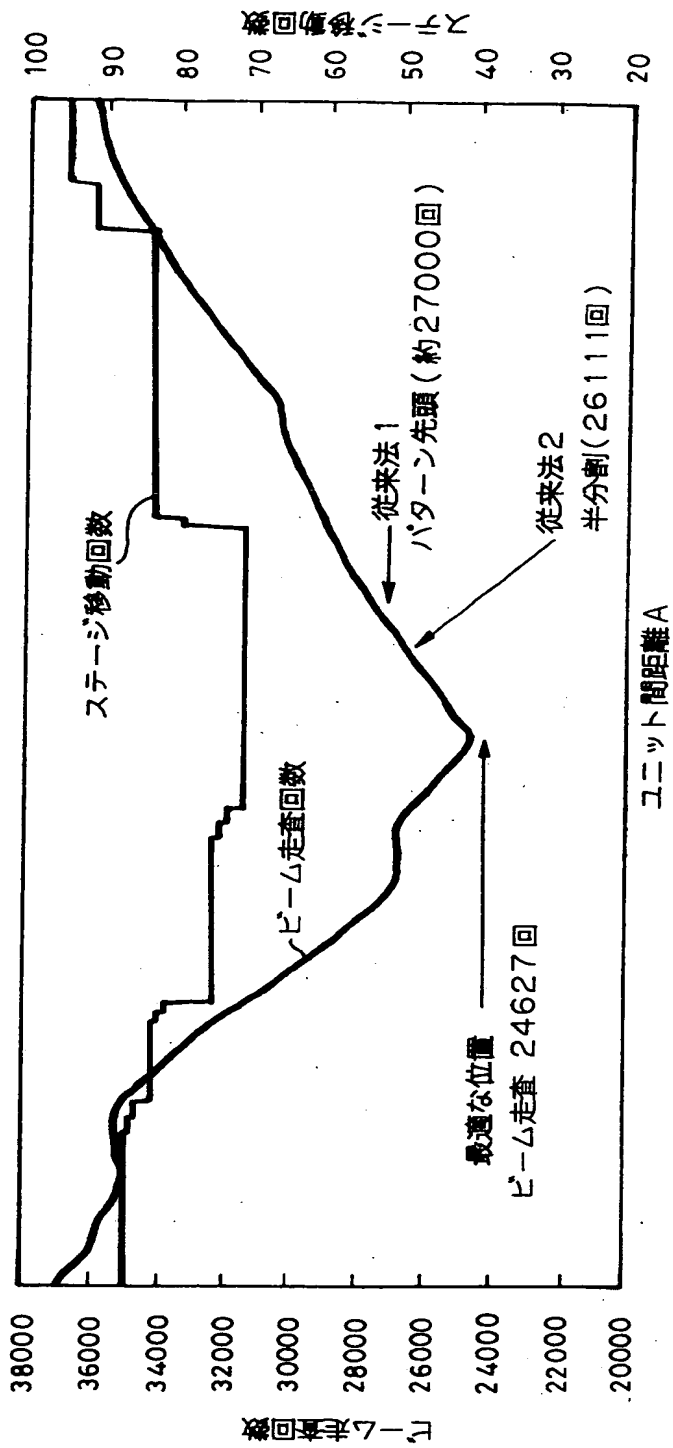 ビーム走査回数
38000
36000
34000
32000
30000
28000
26000
24000
22000
20000
ステージ移動回数
ビーム走査回数
従来法1
パターン先頭(約27000回)
従来法2
半分割(26111回)
最適な位置
ビーム走査 24627回
ユニット間距離A
100
90
80
70
60
50
40
30
20
ステージ移動回数